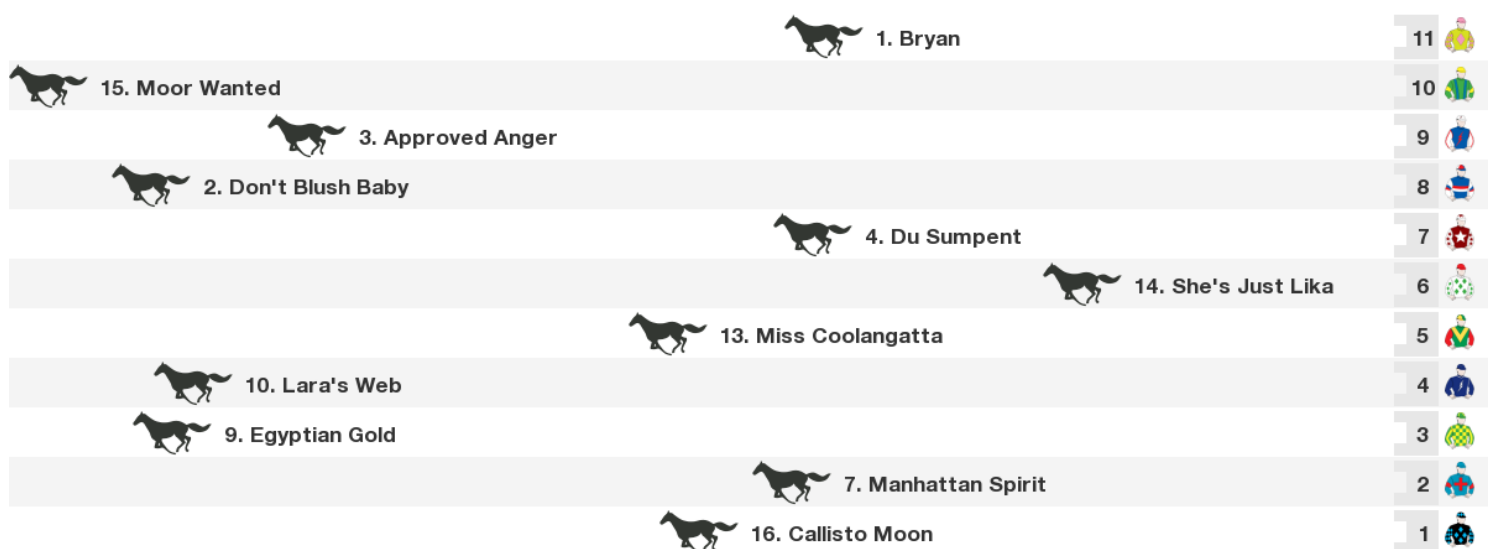 1. Bryan 11
15. Moor Wanted 10
3. Approved Anger 9
2. Don't Blush Baby 8
4. Du Sumpent 7
14. She's Just Lika 6
13. Miss Coolangatta 5
10. Lara's Web 4
9. Egyptian Gold 3
7. Manhattan Spirit 2
16. Callisto Moon 1